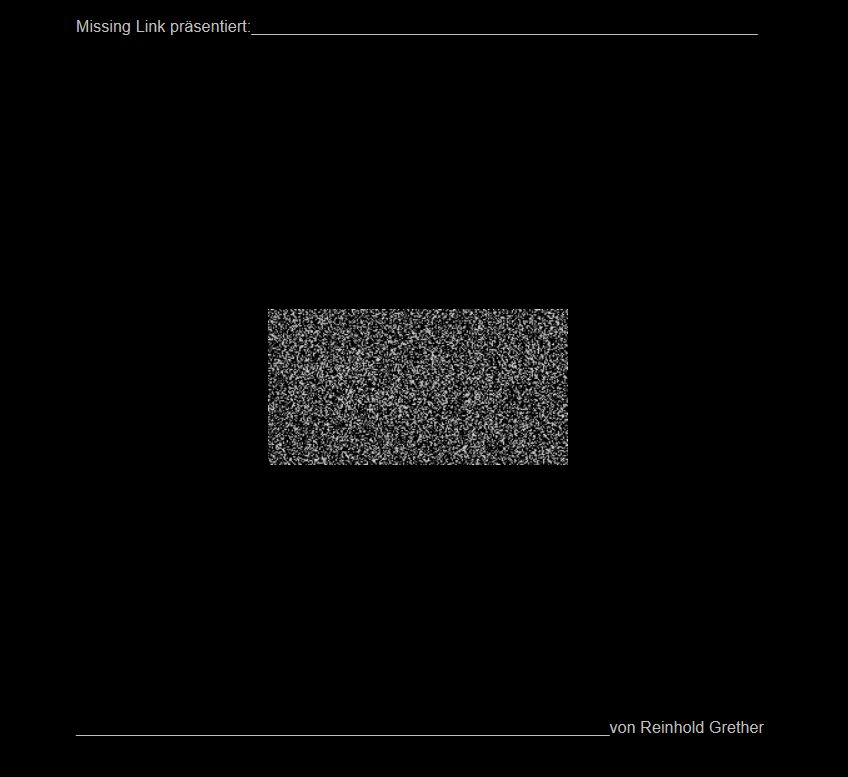 Missing Link präsentiert:
von Reinhold Grether